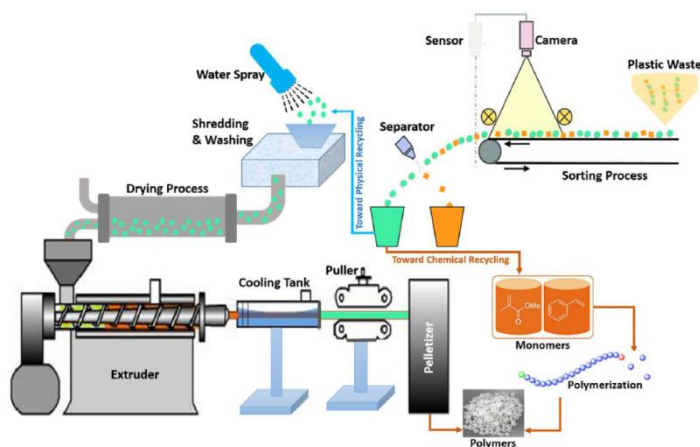 Sensor
Camera
Plastic Waste
Water Spray
Shredding
& Washing
Separator
Sorting Process
Drying Process
Toward Physical Recycling
Toward Chemical Recycling
Cooling Tank
Puller
Pelletizer
Extruder
OMe
O
Monomers
Polymerization
Polymers